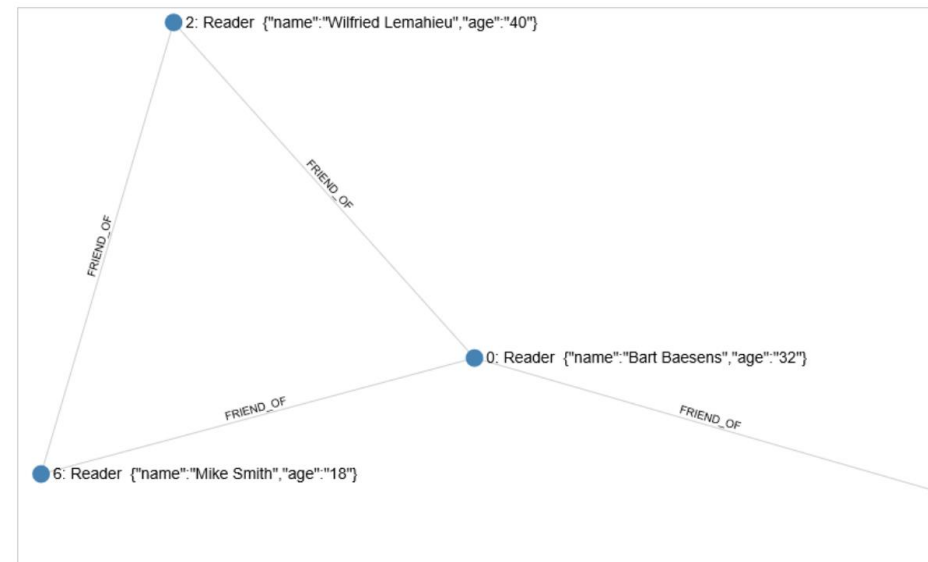 2: Reader {"name":"Wilfried Lemahieu","age":"40"}
FRIEND_OF
FRIEND_OF
0: Reader {"name":"Bart Baesens","age":"32"}
FRIEND_OF
FRIEND_OF
6: Reader {"name":"Mike Smith","age":"18"}